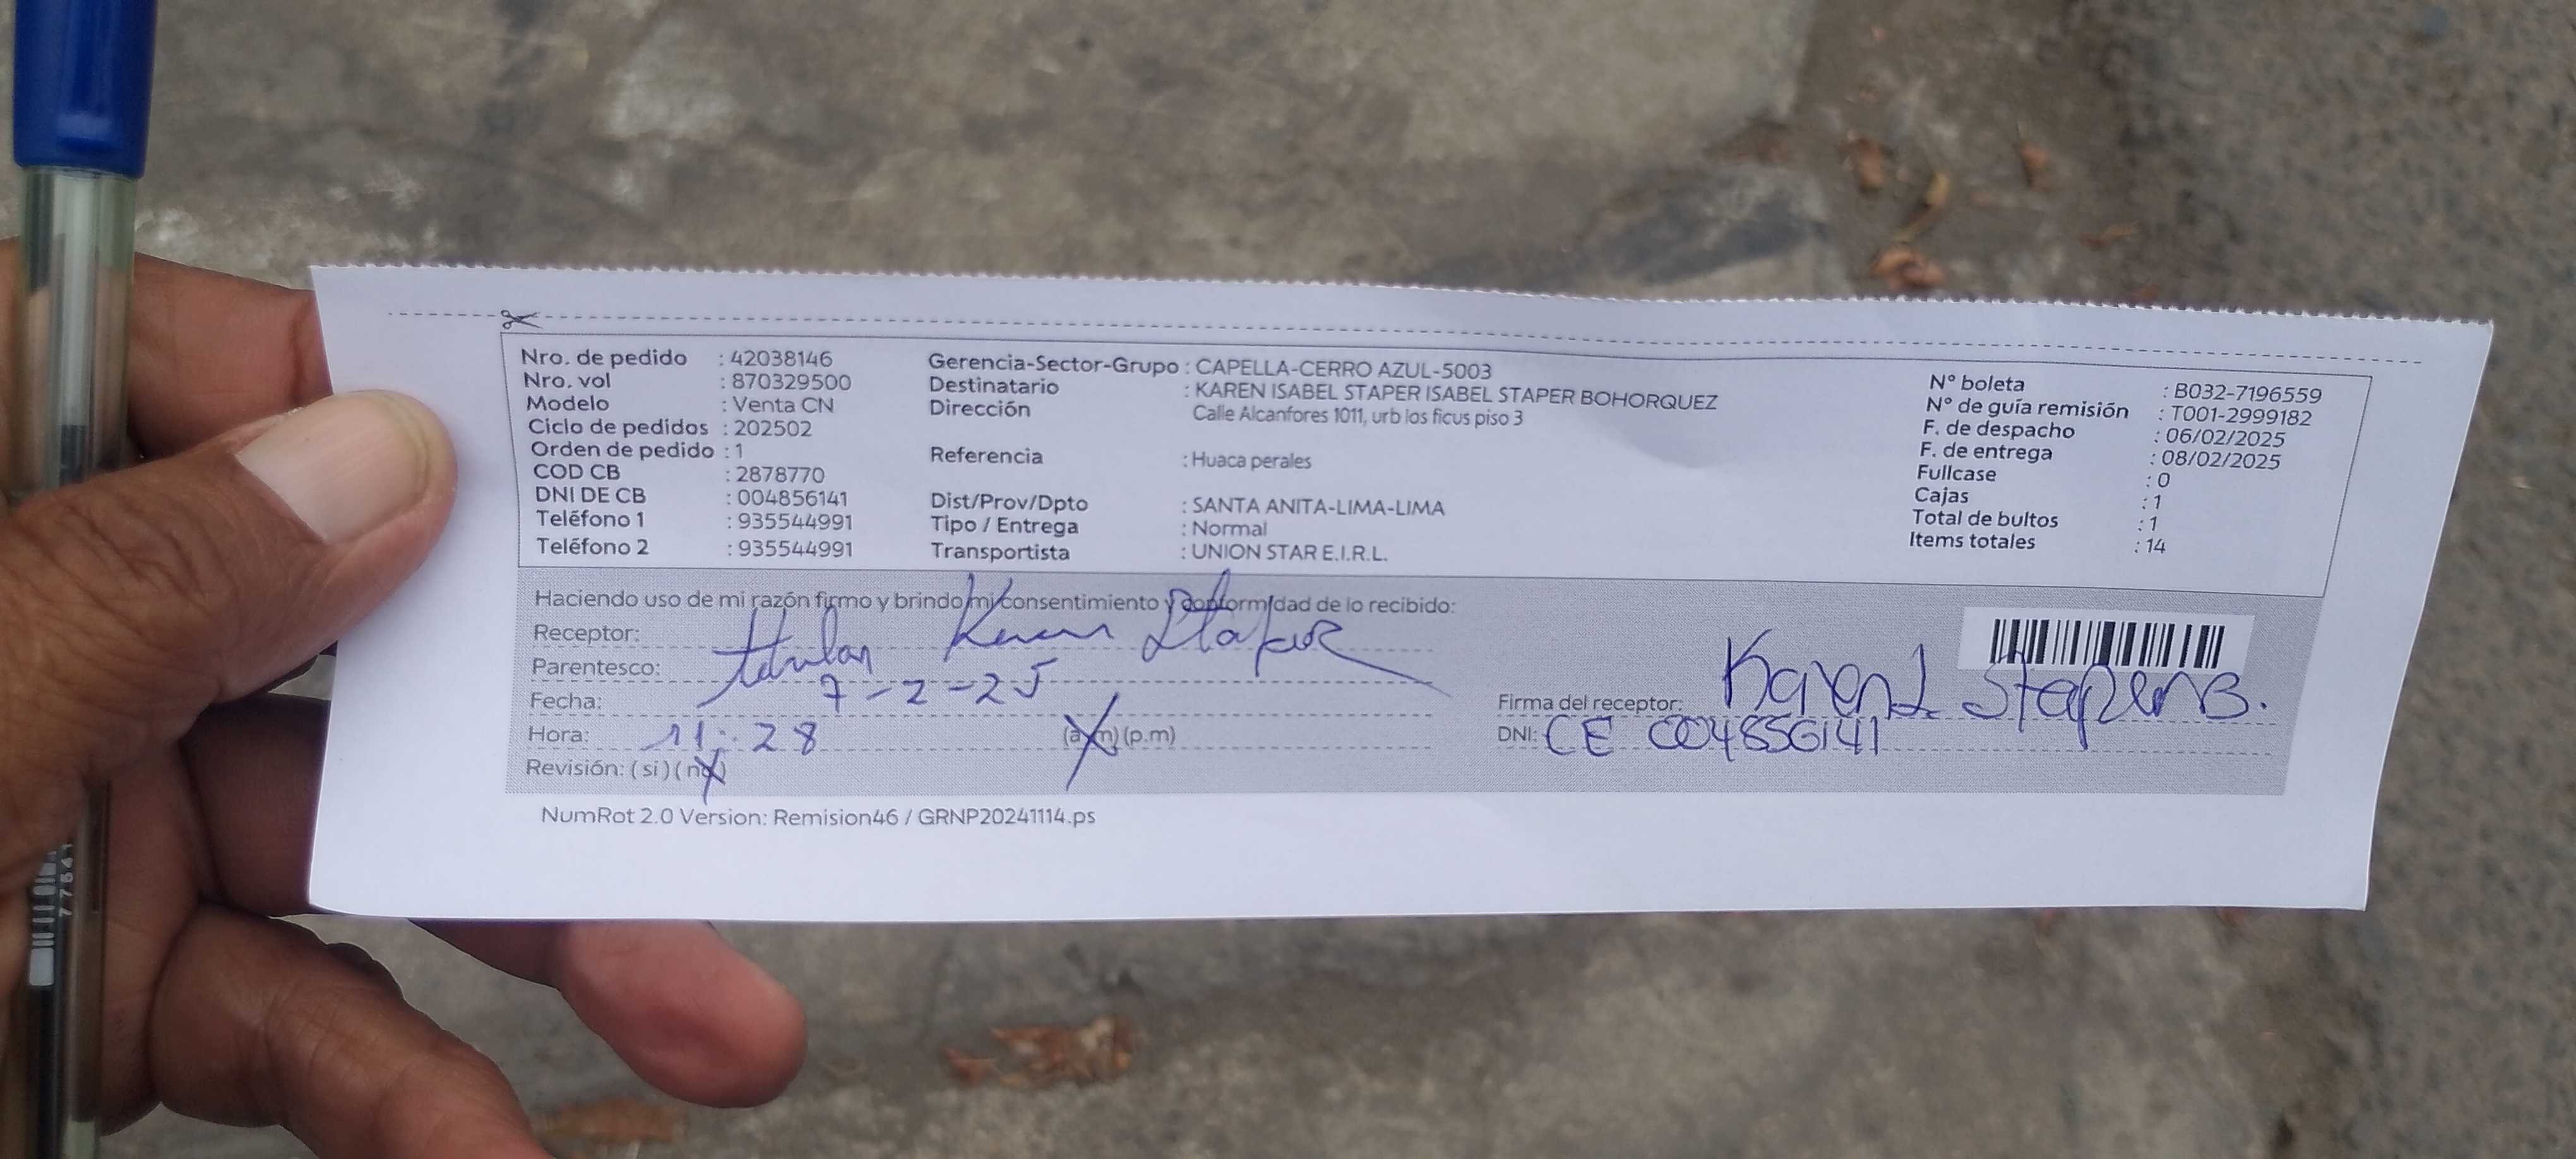 Nro. de pedido : 42038146
Nro. vol : 870329500
Modelo : Venta CN
Ciclo de pedidos : 202502
Orden de pedido : 1
COD CB : 2878770
DNI DE CB : 004856141
Teléfono 1 : 935544991
Teléfono 2 : 935544991
Gerencia-Sector-Grupo : CAPELLA-CERRO AZUL-5003
Destinatario : KAREN ISABEL STAPER ISABEL STAPER BOHORQUEZ
Dirección Calle Alcanfores 1011, urb los ficus piso 3
Referencia : Huaca perales
Dist/Prov/Dpto : SANTA ANITA-LIMA-LIMA
Tipo / Entrega : Normal
Transportista : UNION STAR E.I.R.L.
N° boleta : B032-7196559
N° de guía remisión : T001-2999182
F. de despacho : 06/02/2025
F. de entrega : 08/02/2025
Fullcase : 0
Cajas : 1
Total de bultos : 1
Items totales : 14
Haciendo uso de mi razón firmo y brindo mi consentimiento y conformidad de lo recibido:
Receptor: Karen Staper
Parentesco: titular
Fecha: 7-2-25
Hora: 11:28 (a.m) (p.m)
Revisión: (si) (no)
Firma del receptor: Karen I. Staper B.
DNI: CE 004856141
NumRot 2.0 Version: Remision46 / GRNP20241114.ps
77641